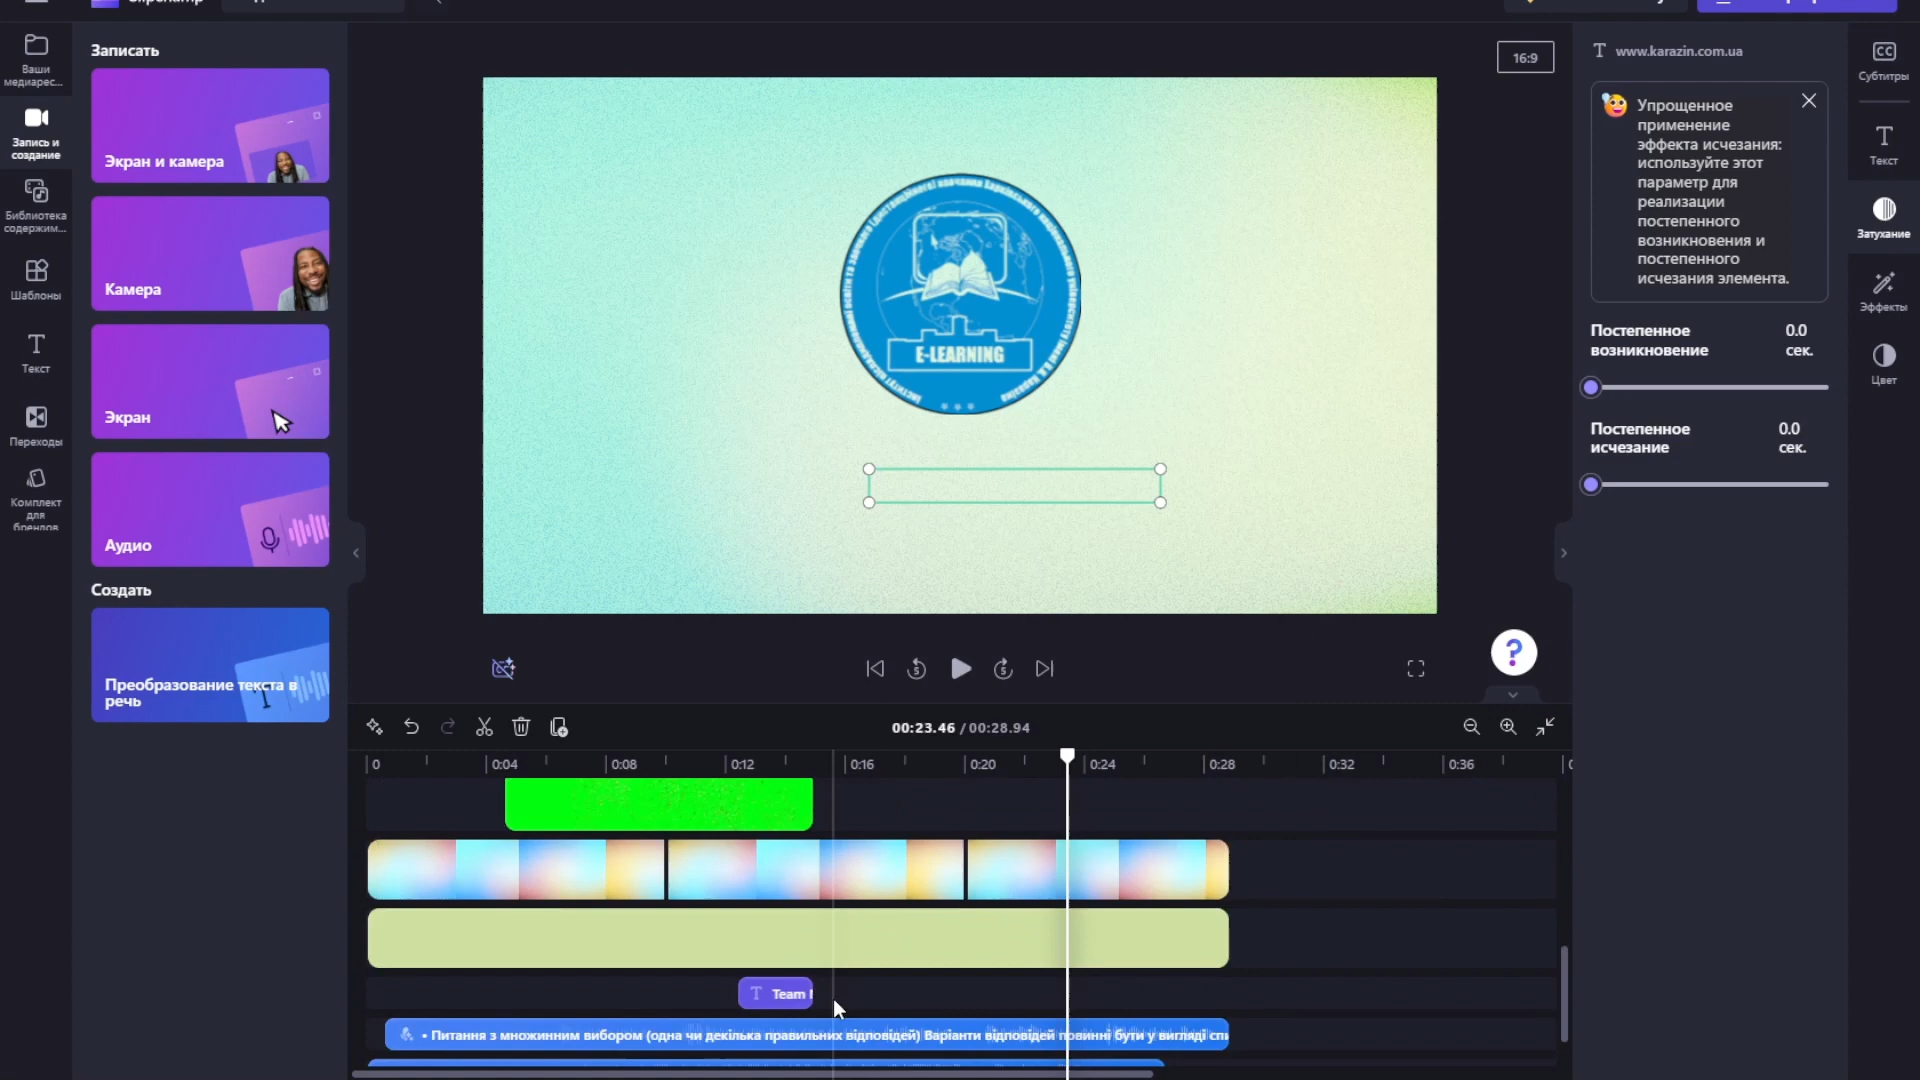 Записать
www.karazin.com.ua
16:9
Ваши
медиарес...
Экран и камера
Запись и
создание
Камера
Библиотека
содержим...
Шаблоны
Экран
Текст
Переходы
Аудио
Комплект
для
брендов
Создать
Преобразование текста в
речь
E-LEARNING
Упрощенное
применение
эффекта исчезания:
используйте этот
параметр для
реализации
постепенного
возникновения и
постепенного
исчезания элемента.
Постепенное
возникновение
0.0
сек.
Постепенное
исчезание
0.0
сек.
CC
Субтитры
Текст
Затухание
Эффекты
Цвет
?
5
5
00:23.46 / 00:28.94
0
0:04
0:08
0:12
0:16
0:20
0:24
0:28
0:32
0:36
Team
• Питання з множинним вибором (одна чи декілька правильних відповідей) Варіанти відповідей повинні бути у вигляді спи